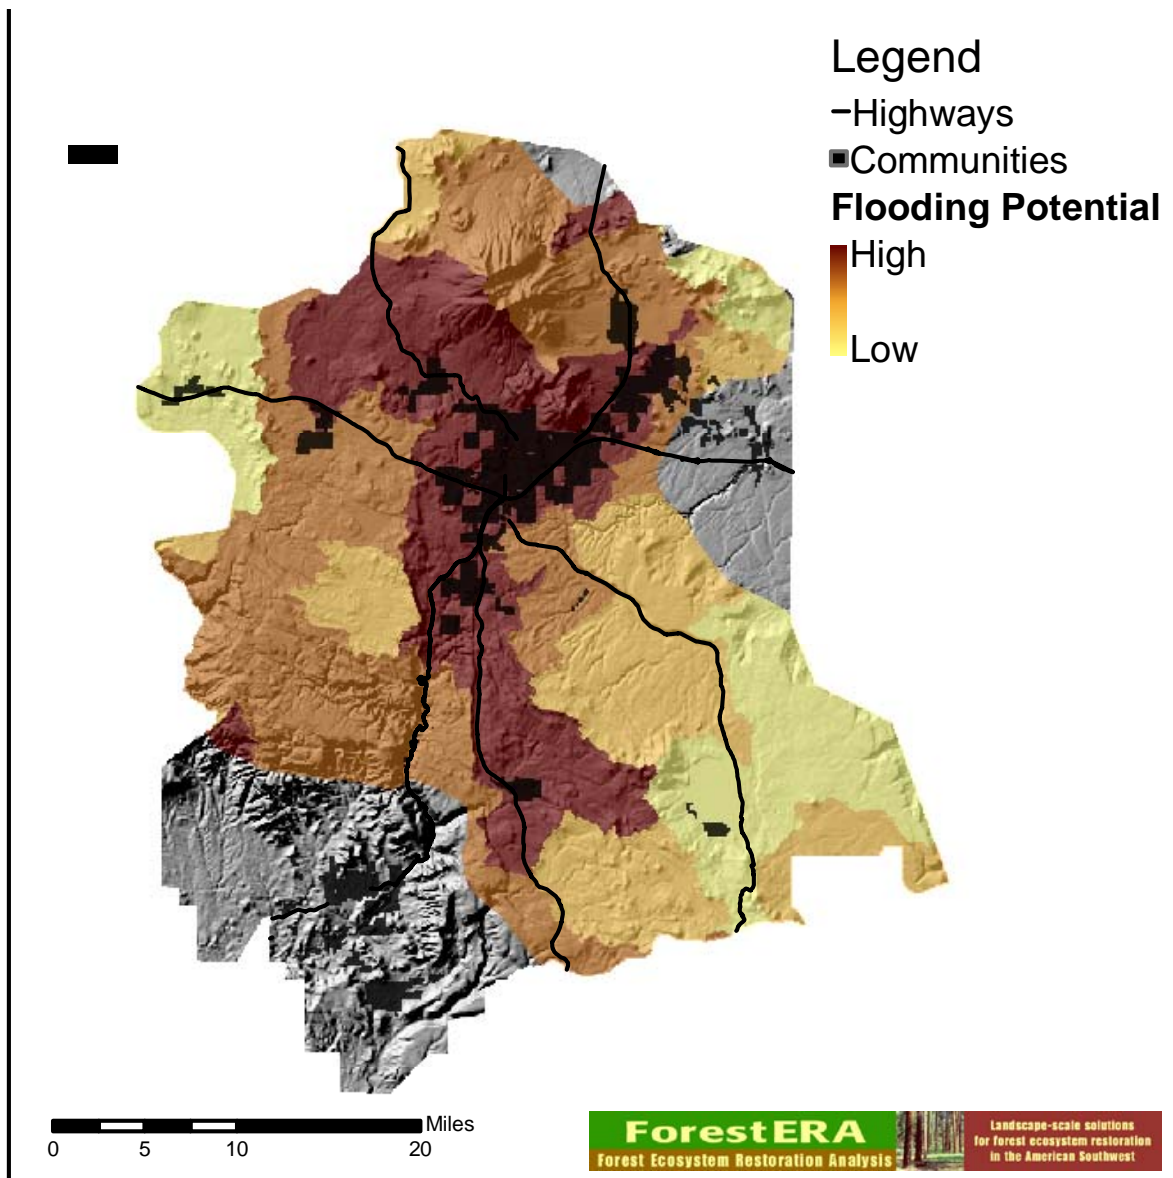 Legend
Highways
Communities
Flooding Potential
High
Low
Miles
0 5 10 20
ForestERA
Forest Ecosystem Restoration Analysis
Landscape-scale solutions
for forest ecosystem restoration
in the American Southwest